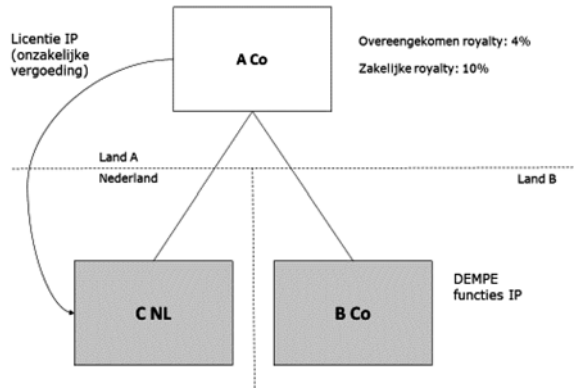 Licentie IP
(onzakelijke
vergoeding)
A Co
Overeengekomen royalty: 4%
Zakelijke royalty: 10%
Land A
Nederland
Land B
C NL
B Co
DEMPE
functies IP